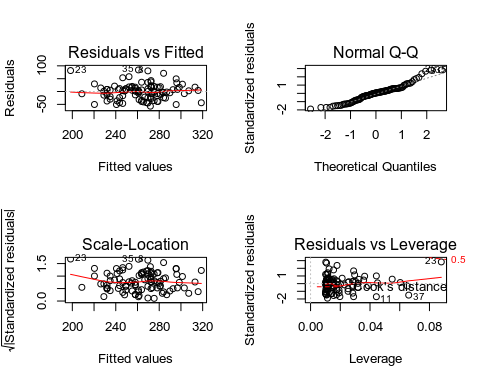 Residuals vs Fitted
Residuals
100
-50
23
35
200
240
280
320
Fitted values
Normal Q-Q
Standardized residuals
1
-2
-2
-1
0
1
2
Theoretical Quantiles
Scale-Location
√|Standardized residuals|
1.5
0.0
23
35
200
240
280
320
Fitted values
Residuals vs Leverage
Standardized residuals
1
-2
23
0.5
Cook's distance
11
37
0.00
0.04
0.08
Leverage